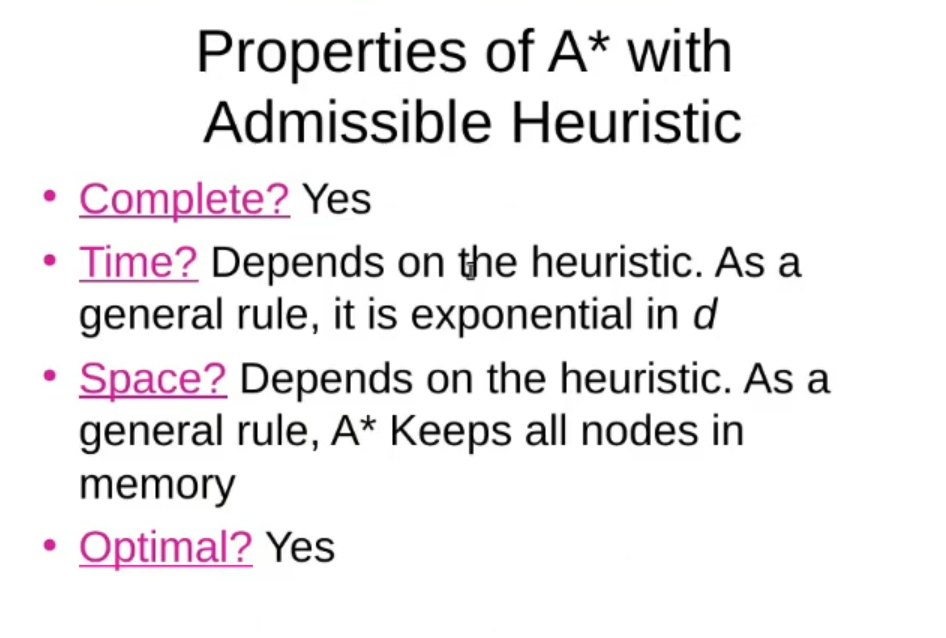 Properties of A* with
Admissible Heuristic
• Complete? Yes
• Time? Depends on the heuristic. As a
general rule, it is exponential in d
• Space? Depends on the heuristic. As a
general rule, A* Keeps all nodes in
memory
• Optimal? Yes